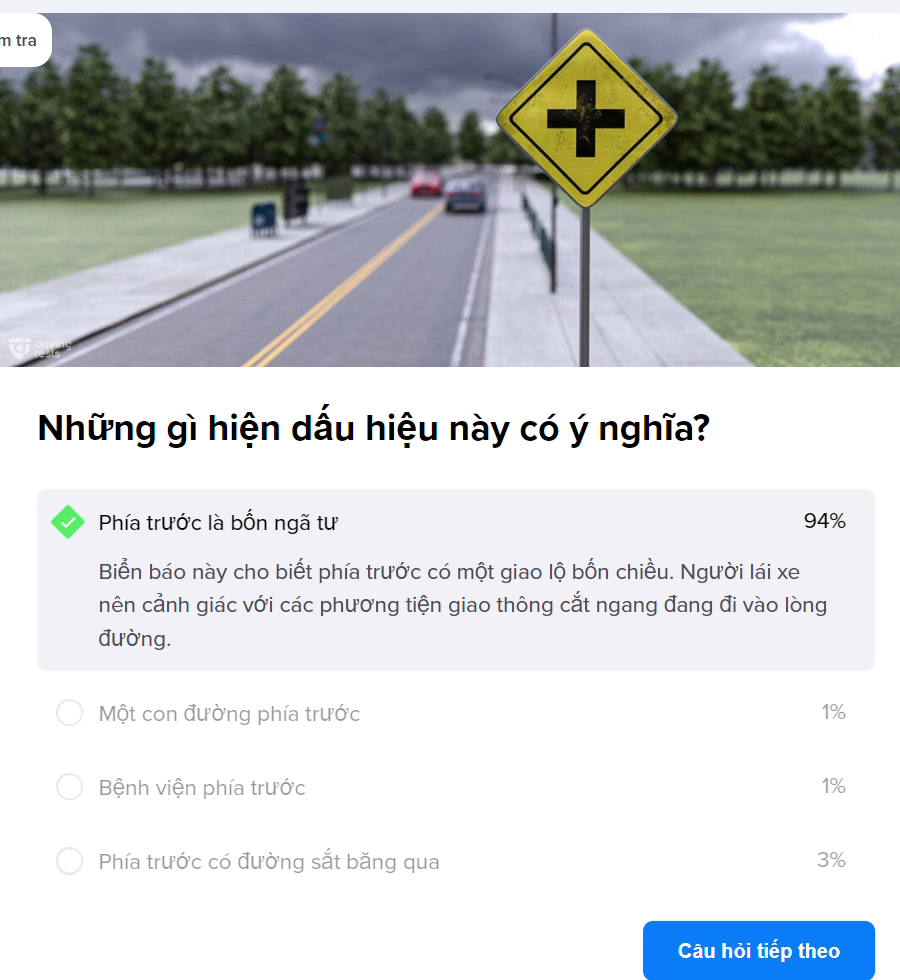 m tra
driving
tests
Những gì hiện dấu hiệu này có ý nghĩa?
Phía trước là bốn ngã tư 94%
Biển báo này cho biết phía trước có một giao lộ bốn chiều. Người lái xe
nên cảnh giác với các phương tiện giao thông cắt ngang đang đi vào lòng
đường.
Một con đường phía trước 1%
Bệnh viện phía trước 1%
Phía trước có đường sắt băng qua 3%
Câu hỏi tiếp theo